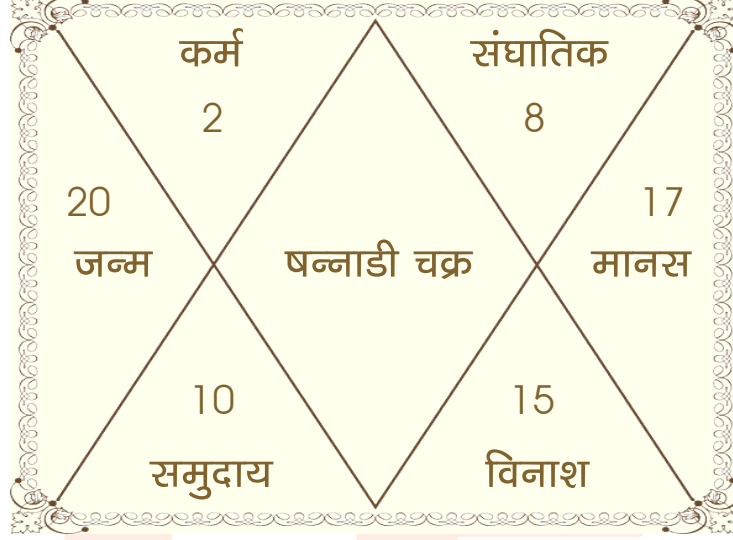 कर्म
संघातिक
2
8
20
17
जन्म
षन्नाडी चक्र
मानस
10
15
समुदाय
विनाश